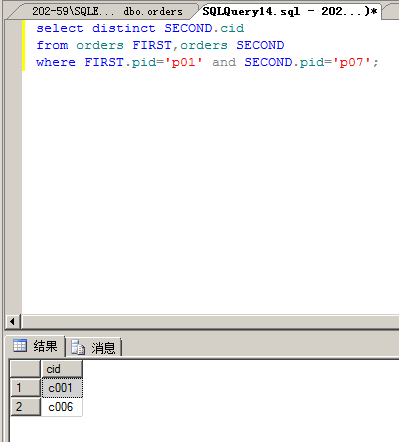 202-59\SQLE... dbo.orders SQLQuery14.sql - 202...)*
select distinct SECOND.cid
from orders FIRST,orders SECOND
where FIRST.pid='p01' and SECOND.pid='p07';
结果 消息
cid
1 c001
2 c006